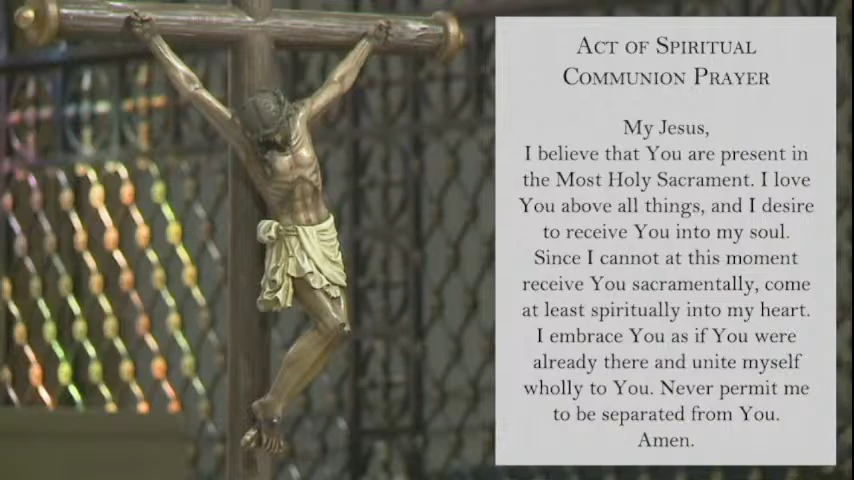 Act of Spiritual
Communion Prayer
My Jesus,
I believe that You are present in
the Most Holy Sacrament. I love
You above all things, and I desire
to receive You into my soul.
Since I cannot at this moment
receive You sacramentally, come
at least spiritually into my heart.
I embrace You as if You were
already there and unite myself
wholly to You. Never permit me
to be separated from You.
Amen.